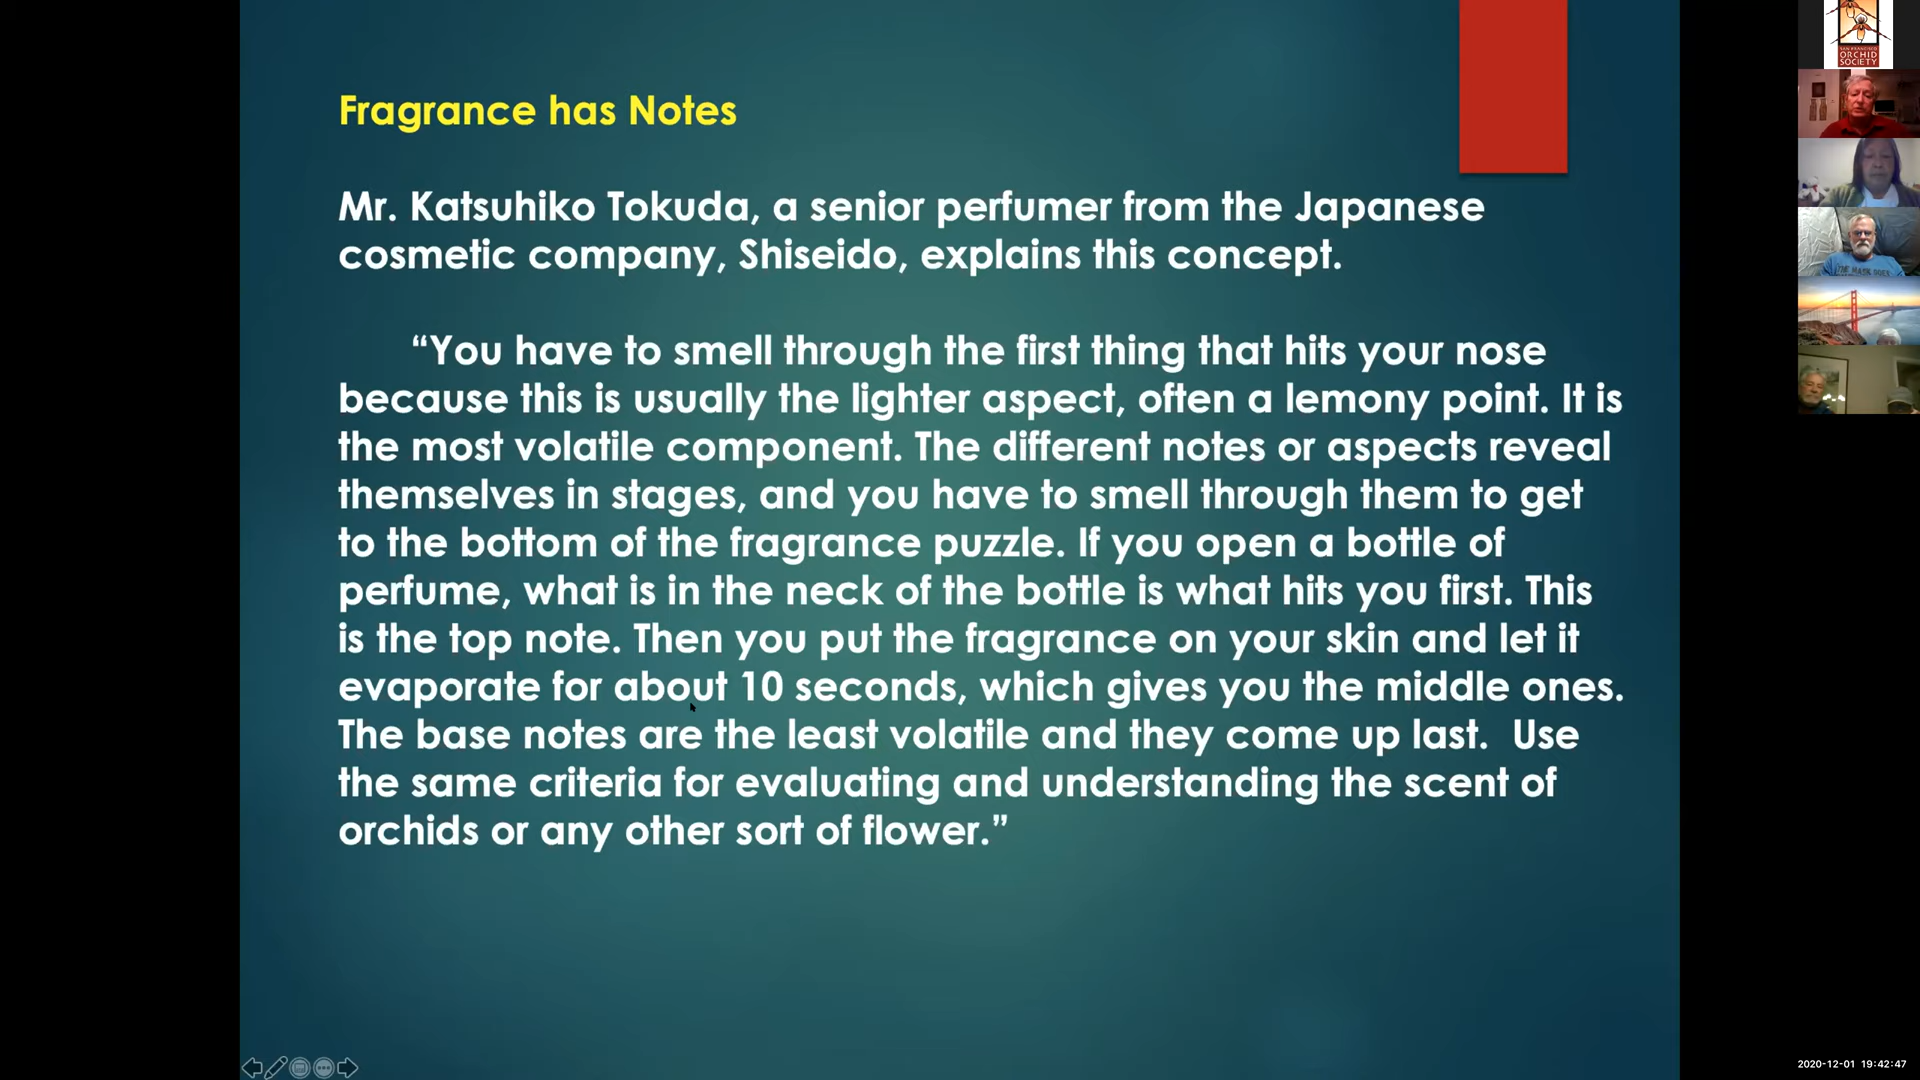 Fragrance has Notes
Mr. Katsuhiko Tokuda, a senior perfumer from the Japanese
cosmetic company, Shiseido, explains this concept.
“You have to smell through the first thing that hits your nose
because this is usually the lighter aspect, often a lemony point. It is
the most volatile component. The different notes or aspects reveal
themselves in stages, and you have to smell through them to get
to the bottom of the fragrance puzzle. If you open a bottle of
perfume, what is in the neck of the bottle is what hits you first. This
is the top note. Then you put the fragrance on your skin and let it
evaporate for about 10 seconds, which gives you the middle ones.
The base notes are the least volatile and they come up last.  Use
the same criteria for evaluating and understanding the scent of
orchids or any other sort of flower.”
SAN FRANCISCO
ORCHID
SOCIETY
THE MASK DOES
2020-12-01 19:42:47